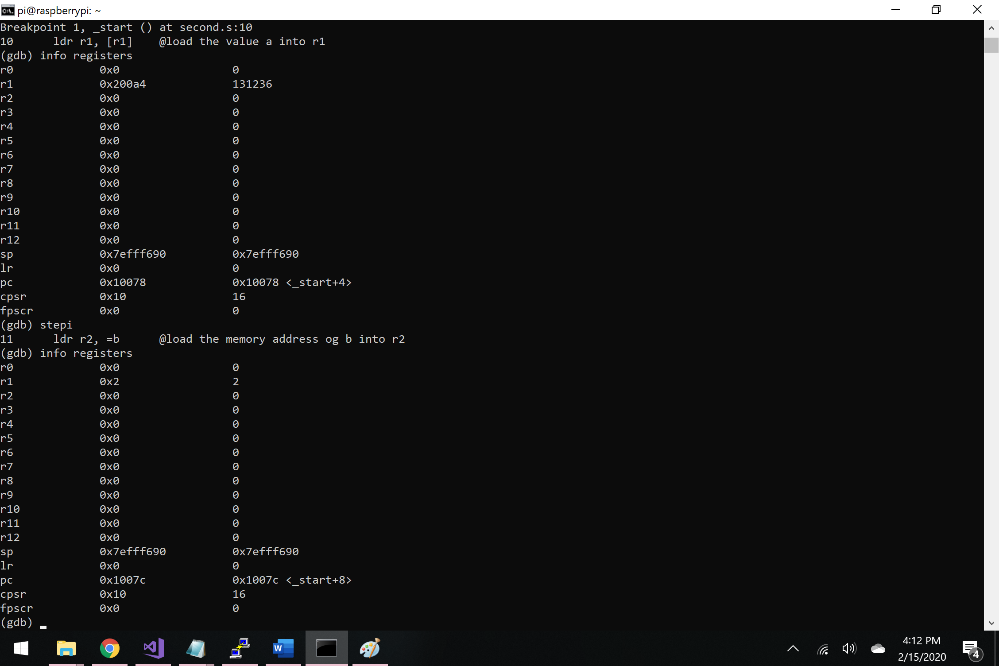 pi@raspberrypi: ~
Breakpoint 1, _start () at second.s:10
10      ldr r1, [r1]    @load the value a into r1
(gdb) info registers
r0             0x0                 0
r1             0x200a4             131236
r2             0x0                 0
r3             0x0                 0
r4             0x0                 0
r5             0x0                 0
r6             0x0                 0
r7             0x0                 0
r8             0x0                 0
r9             0x0                 0
r10            0x0                 0
r11            0x0                 0
r12            0x0                 0
sp             0x7efff690          0x7efff690
lr             0x0                 0
pc             0x10078             0x10078 <_start+4>
cpsr           0x10                16
fpscr          0x0                 0
(gdb) stepi
11      ldr r2, =b      @load the memory address og b into r2
(gdb) info registers
r0             0x0                 0
r1             0x2                 2
r2             0x0                 0
r3             0x0                 0
r4             0x0                 0
r5             0x0                 0
r6             0x0                 0
r7             0x0                 0
r8             0x0                 0
r9             0x0                 0
r10            0x0                 0
r11            0x0                 0
r12            0x0                 0
sp             0x7efff690          0x7efff690
lr             0x0                 0
pc             0x1007c             0x1007c <_start+8>
cpsr           0x10                16
fpscr          0x0                 0
(gdb)
W
4:12 PM
2/15/2020
4